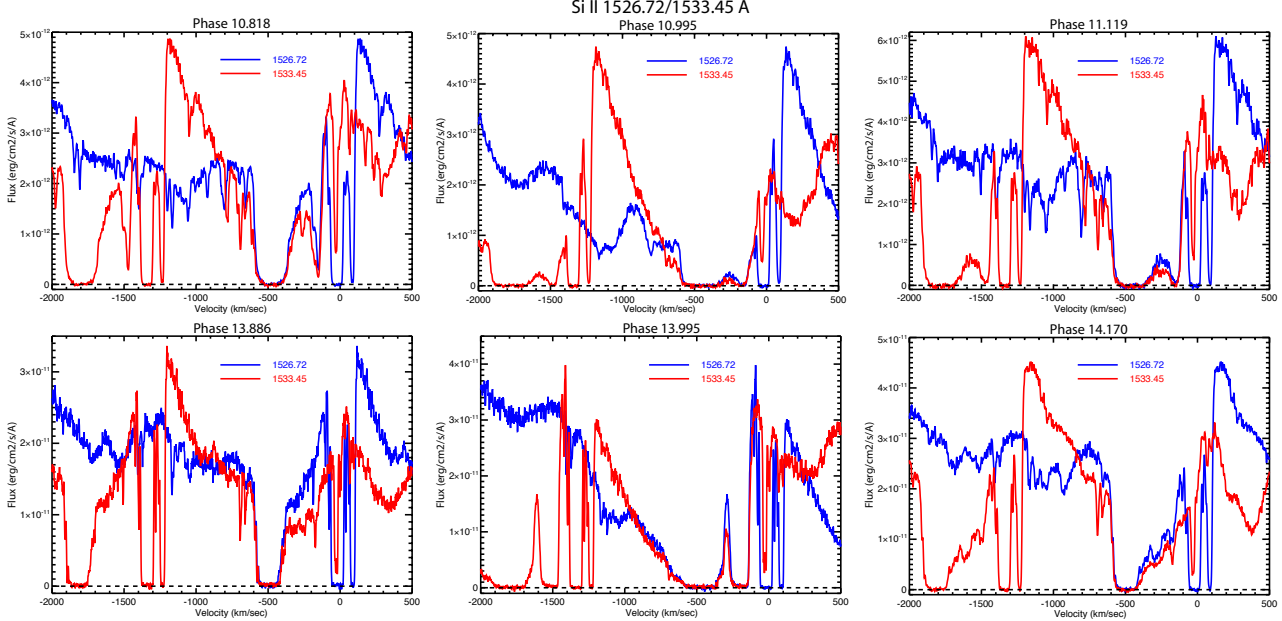 Si II 1526.72/1533.45 A
Phase 10.818
5×10⁻¹²
4×10⁻¹²
3×10⁻¹²
2×10⁻¹²
1×10⁻¹²
0
Flux (erg/cm2/s/A)
1526.72
1533.45
-2000 -1500 -1000 -500 0 500
Velocity (km/sec)
Phase 10.995
5×10⁻¹²
4×10⁻¹²
3×10⁻¹²
2×10⁻¹²
1×10⁻¹²
0
Flux (erg/cm2/s/A)
1526.72
1533.45
-2000 -1500 -1000 -500 0 500
Velocity (km/sec)
Phase 11.119
6×10⁻¹²
5×10⁻¹²
4×10⁻¹²
3×10⁻¹²
2×10⁻¹²
1×10⁻¹²
0
Flux (erg/cm2/s/A)
1526.72
1533.45
-2000 -1500 -1000 -500 0 500
Velocity (km/sec)
Phase 13.886
3×10⁻¹¹
2×10⁻¹¹
1×10⁻¹¹
0
Flux (erg/cm2/s/A)
1526.72
1533.45
-2000 -1500 -1000 -500 0 500
Velocity (km/sec)
Phase 13.995
4×10⁻¹¹
3×10⁻¹¹
2×10⁻¹¹
1×10⁻¹¹
0
Flux (erg/cm2/s/A)
1526.72
1533.45
-2000 -1500 -1000 -500 0 500
Velocity (km/sec)
Phase 14.170
5×10⁻¹¹
4×10⁻¹¹
3×10⁻¹¹
2×10⁻¹¹
1×10⁻¹¹
0
Flux (erg/cm2/s/A)
1526.72
1533.45
-2000 -1500 -1000 -500 0 500
Velocity (km/sec)